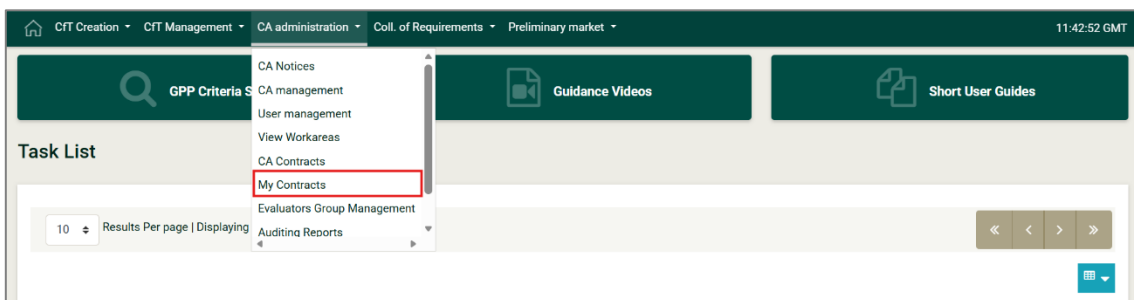 CfT Creation CfT Management CA administration Coll. of Requirements Preliminary market 11:42:52 GMT
GPP Criteria S
Guidance Videos
Short User Guides
CA Notices
CA management
User management
View Workareas
CA Contracts
My Contracts
Evaluators Group Management
Auditing Reports
Task List
10 Results Per page | Displaying
« < > »